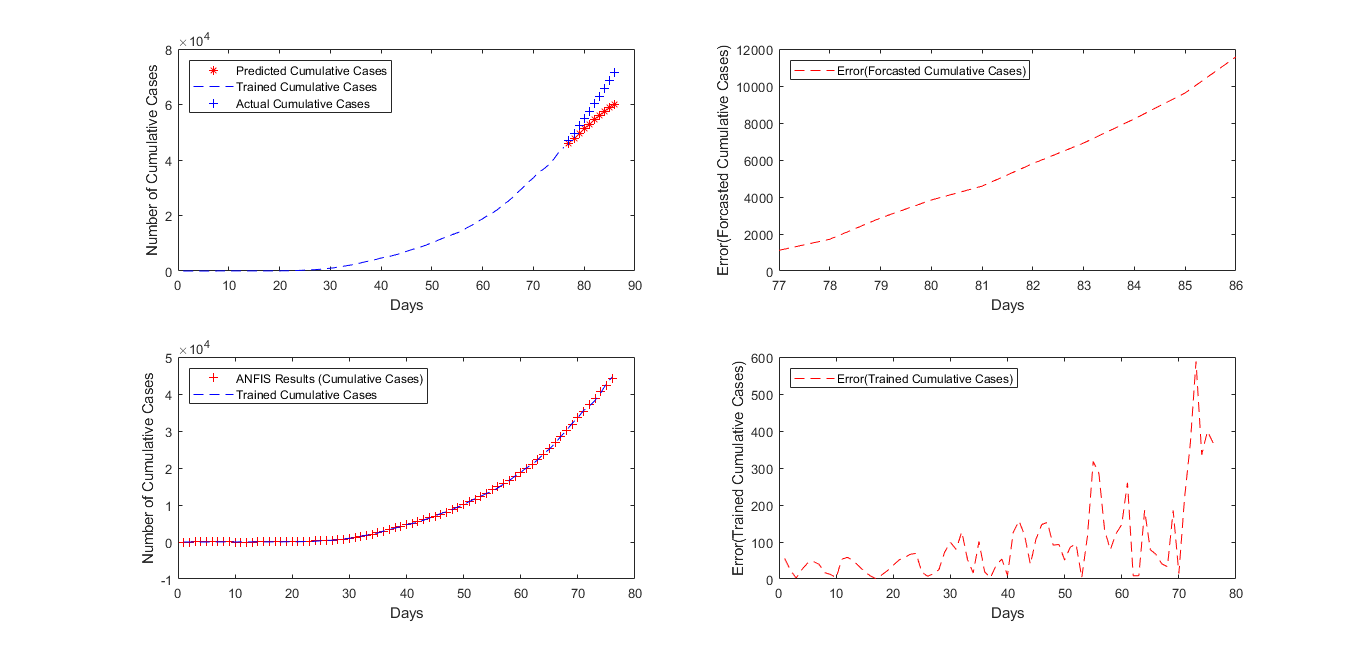 ×10^4
Number of Cumulative Cases
8
6
4
2
0
Predicted Cumulative Cases
Trained Cumulative Cases
Actual Cumulative Cases
0 10 20 30 40 50 60 70 80 90
Days
Error(Forcasted Cumulative Cases)
12000
10000
8000
6000
4000
2000
0
Error(Forcasted Cumulative Cases)
77 78 79 80 81 82 83 84 85 86
Days
×10^4
Number of Cumulative Cases
5
4
3
2
1
0
-1
ANFIS Results (Cumulative Cases)
Trained Cumulative Cases
0 10 20 30 40 50 60 70 80
Days
Error(Trained Cumulative Cases)
600
500
400
300
200
100
0
Error(Trained Cumulative Cases)
0 10 20 30 40 50 60 70 80
Days